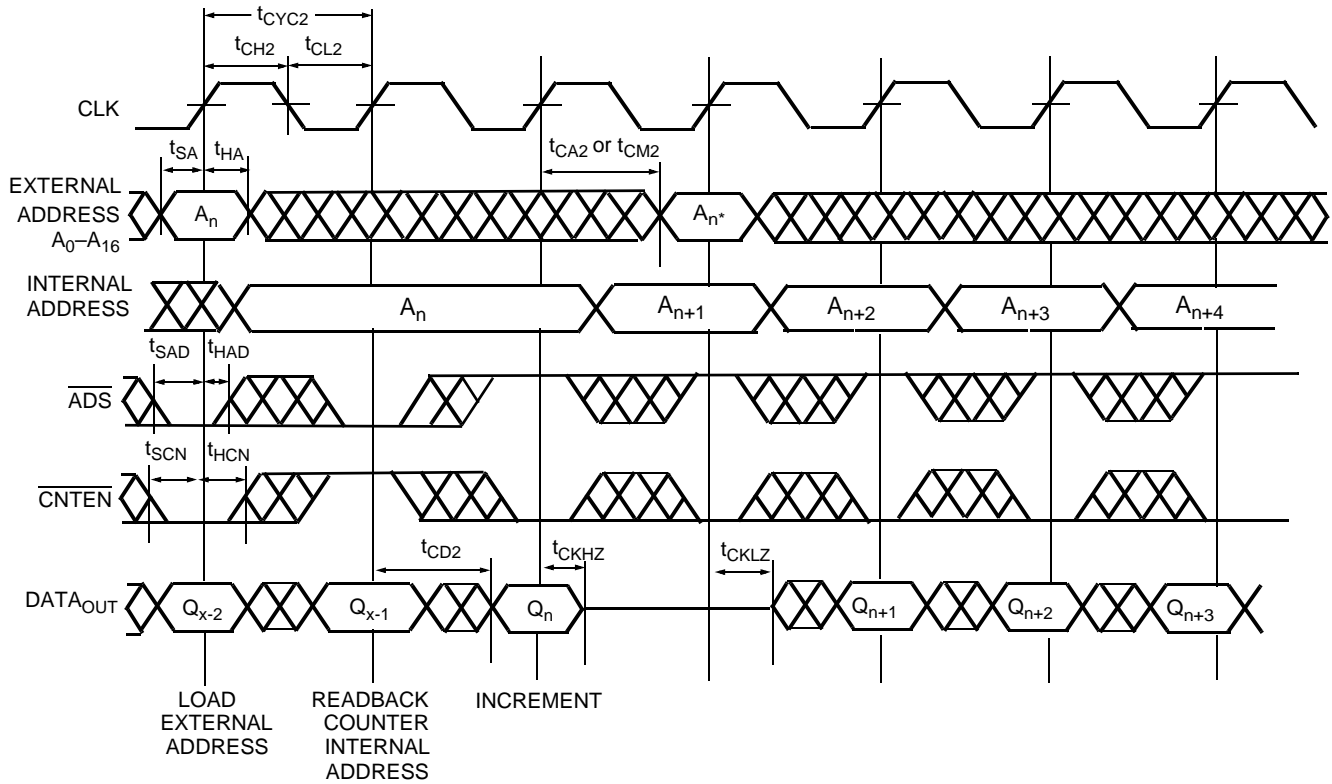 tCYC2
tCH2 tCL2
CLK
tSA tHA tCA2 or tCM2
EXTERNAL
ADDRESS
A0–A16
An An*
INTERNAL
ADDRESS
An An+1 An+2 An+3 An+4
tSAD tHAD
ADS
tSCN tHCN
CNTEN
tCD2 tCKHZ tCKLZ
DATAOUT Qx-2 Qx-1 Qn Qn+1 Qn+2 Qn+3
LOAD
EXTERNAL
ADDRESS
READBACK
COUNTER
INTERNAL
ADDRESS
INCREMENT